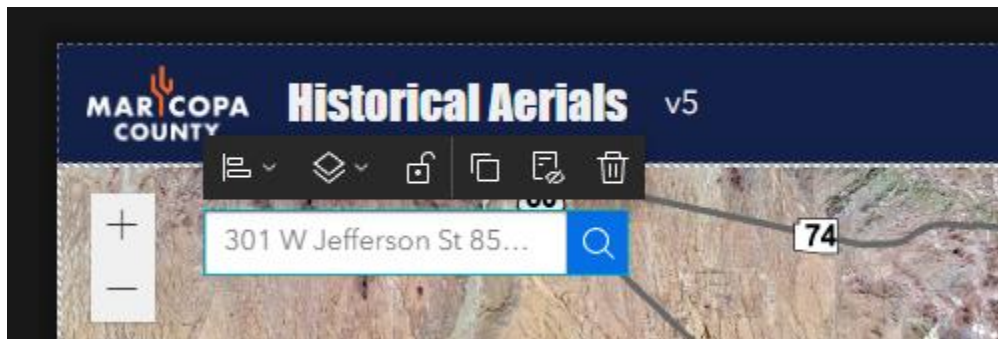 MARICOPA
COUNTY
Historical Aerials
v5
301 W Jefferson St 85...
74